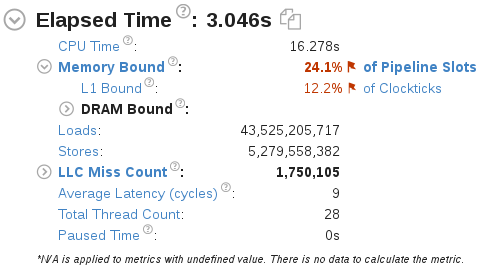 Elapsed Time ?: 3.046s
CPU Time ?: 16.278s
Memory Bound ?: 24.1% of Pipeline Slots
L1 Bound ?: 12.2% of Clockticks
DRAM Bound ?:
Loads: 43,525,205,717
Stores: 5,279,558,382
LLC Miss Count ?: 1,750,105
Average Latency (cycles) ?: 9
Total Thread Count: 28
Paused Time ?: 0s
*N/A is applied to metrics with undefined value. There is no data to calculate the metric.